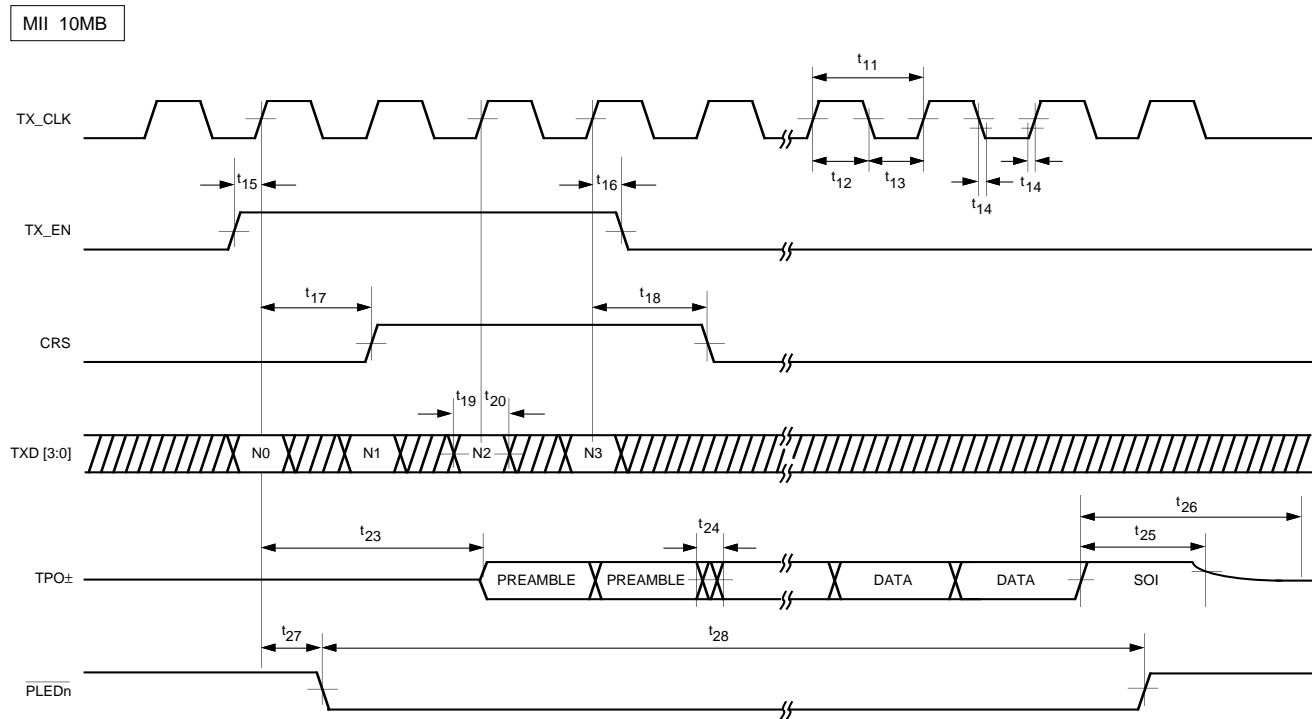 MII 10MB
t11
TX_CLK
t12 t13 t14 t14
t15 t16
TX_EN
t17 t18
CRS
t19 t20
TXD [3:0] N0 N1 N2 N3
t26
t23 t24 t25
TPO± PREAMBLE PREAMBLE DATA DATA SOI
t27 t28
PLEDn